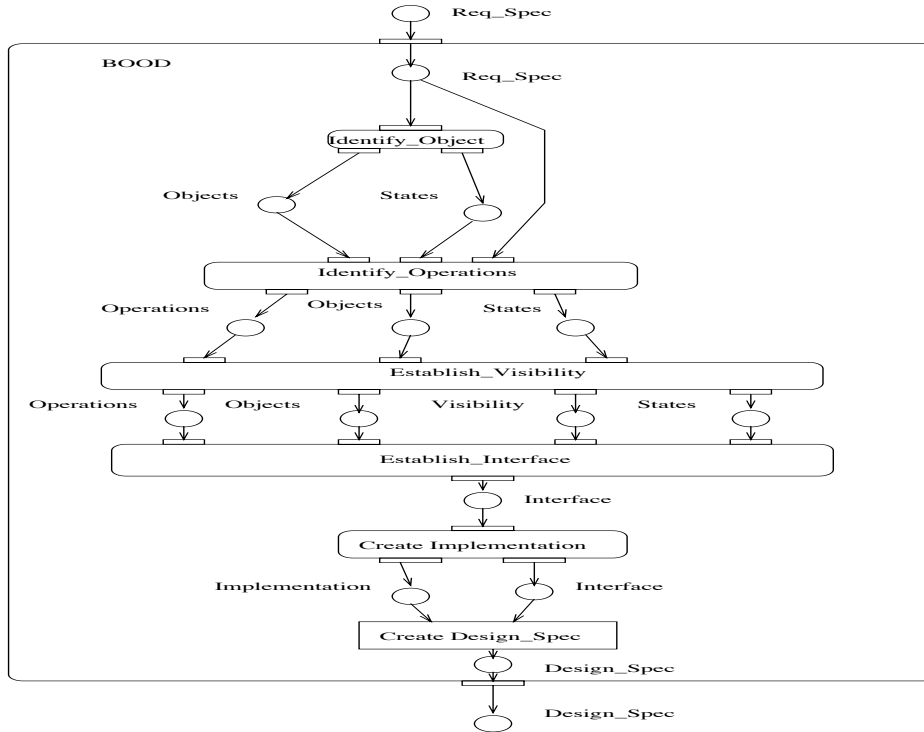 Req_Spec
BOOD
Req_Spec
Identify_Object
Objects
States
Identify_Operations
Operations
Objects
States
Establish_Visibility
Operations
Objects
Visibility
States
Establish_Interface
Interface
Create Implementation
Implementation
Interface
Create Design_Spec
Design_Spec
Design_Spec